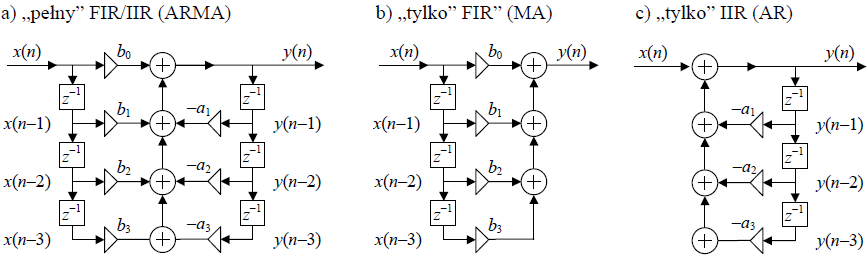 a) „pełny” FIR/IIR (ARMA)
x(n) b₀ + y(n)
z⁻¹ z⁻¹
x(n–1) b₁ + –a₁ y(n–1)
z⁻¹ z⁻¹
x(n–2) b₂ + –a₂ y(n–2)
z⁻¹ z⁻¹
x(n–3) b₃ + –a₃ y(n–3)
b) „tylko” FIR” (MA)
x(n) b₀ + y(n)
z⁻¹
x(n–1) b₁ +
z⁻¹
x(n–2) b₂ +
z⁻¹
x(n–3) b₃
c) „tylko” IIR (AR)
x(n) + y(n)
z⁻¹
+ –a₁ y(n–1)
z⁻¹
+ –a₂ y(n–2)
z⁻¹
+ –a₃ y(n–3)